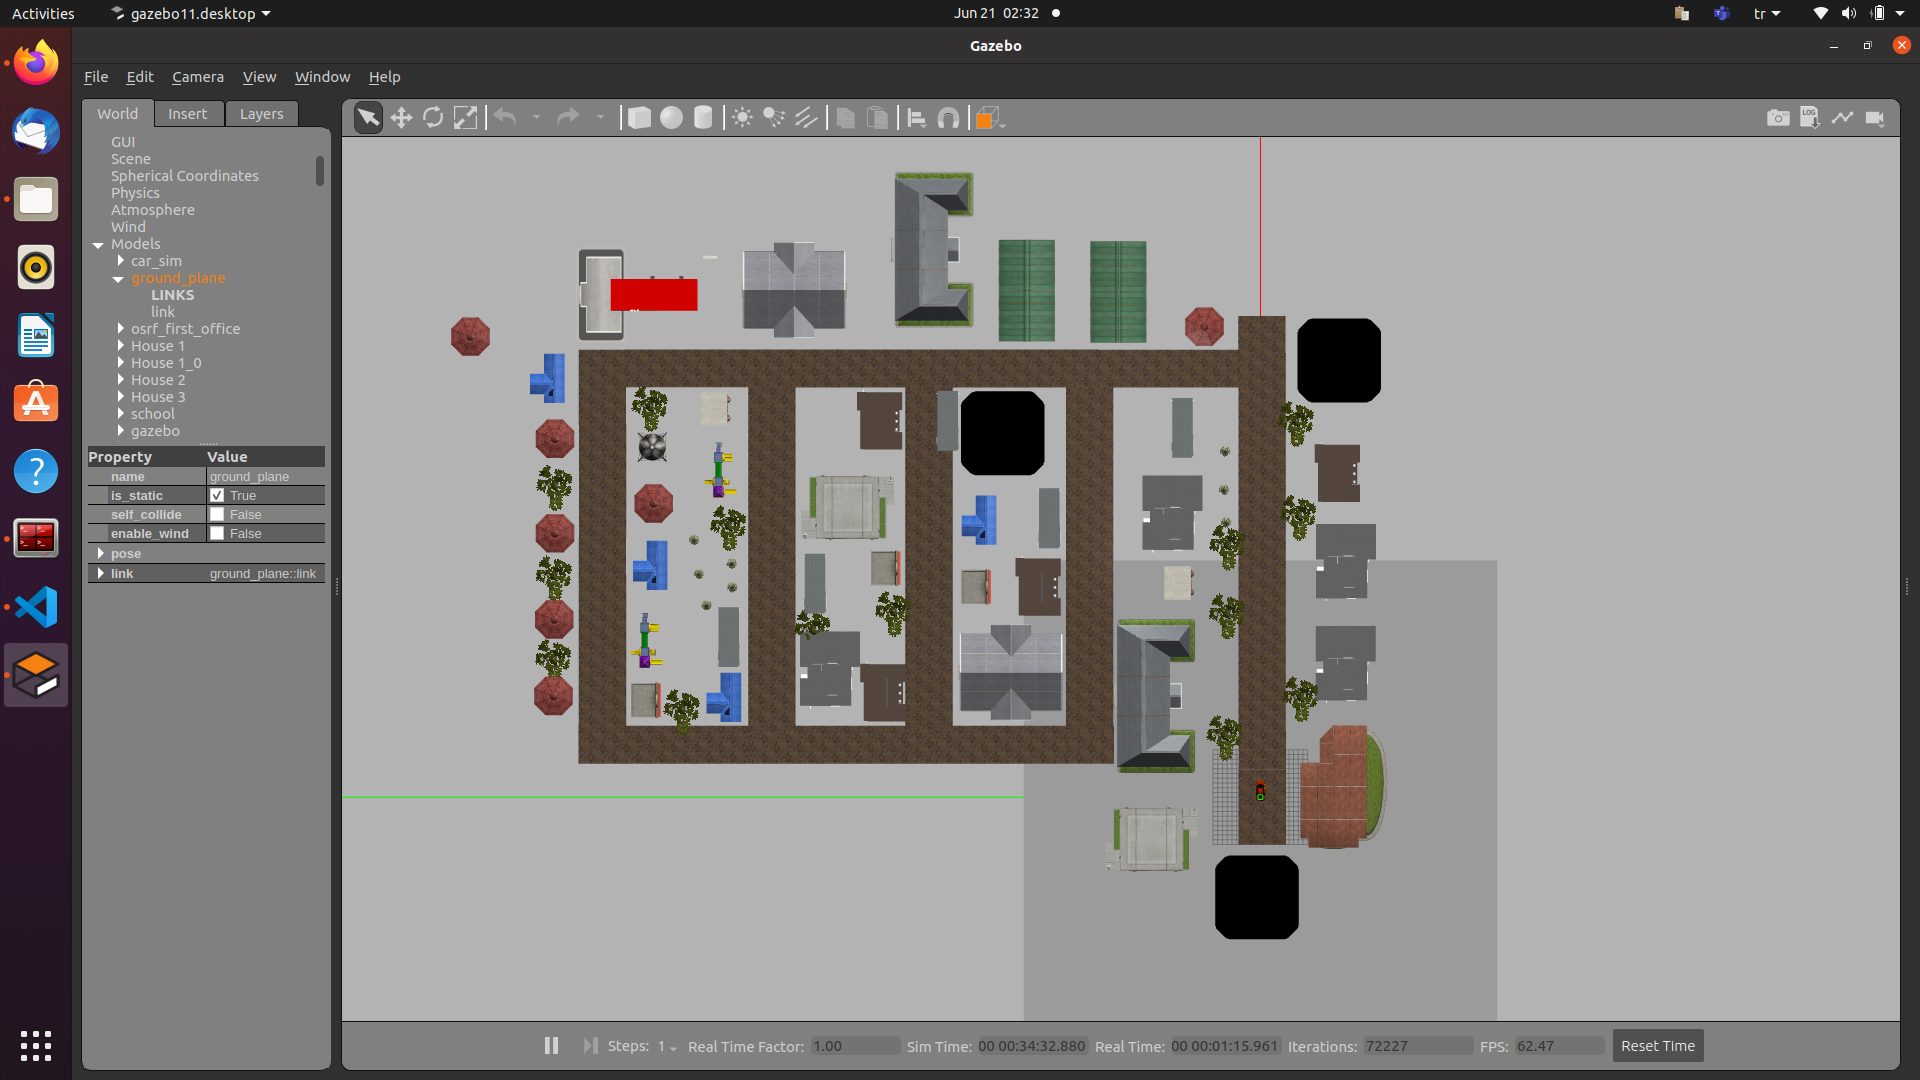 Activities
gazebo11.desktop
Jun 21 02:32
tr
Gazebo
File Edit Camera View Window Help
World Insert Layers
GUI
Scene
Spherical Coordinates
Physics
Atmosphere
Wind
Models
car_sim
ground_plane
LINKS
link
osrf_first_office
House 1
House 1_0
House 2
House 3
school
gazebo
Property Value
name ground_plane
is_static True
self_collide False
enable_wind False
pose
link ground_plane::link
LOG
Steps: 1 Real Time Factor: 1.00 Sim Time: 00 00:34:32.880 Real Time: 00 00:01:15.961 Iterations: 72227 FPS: 62.47 Reset Time